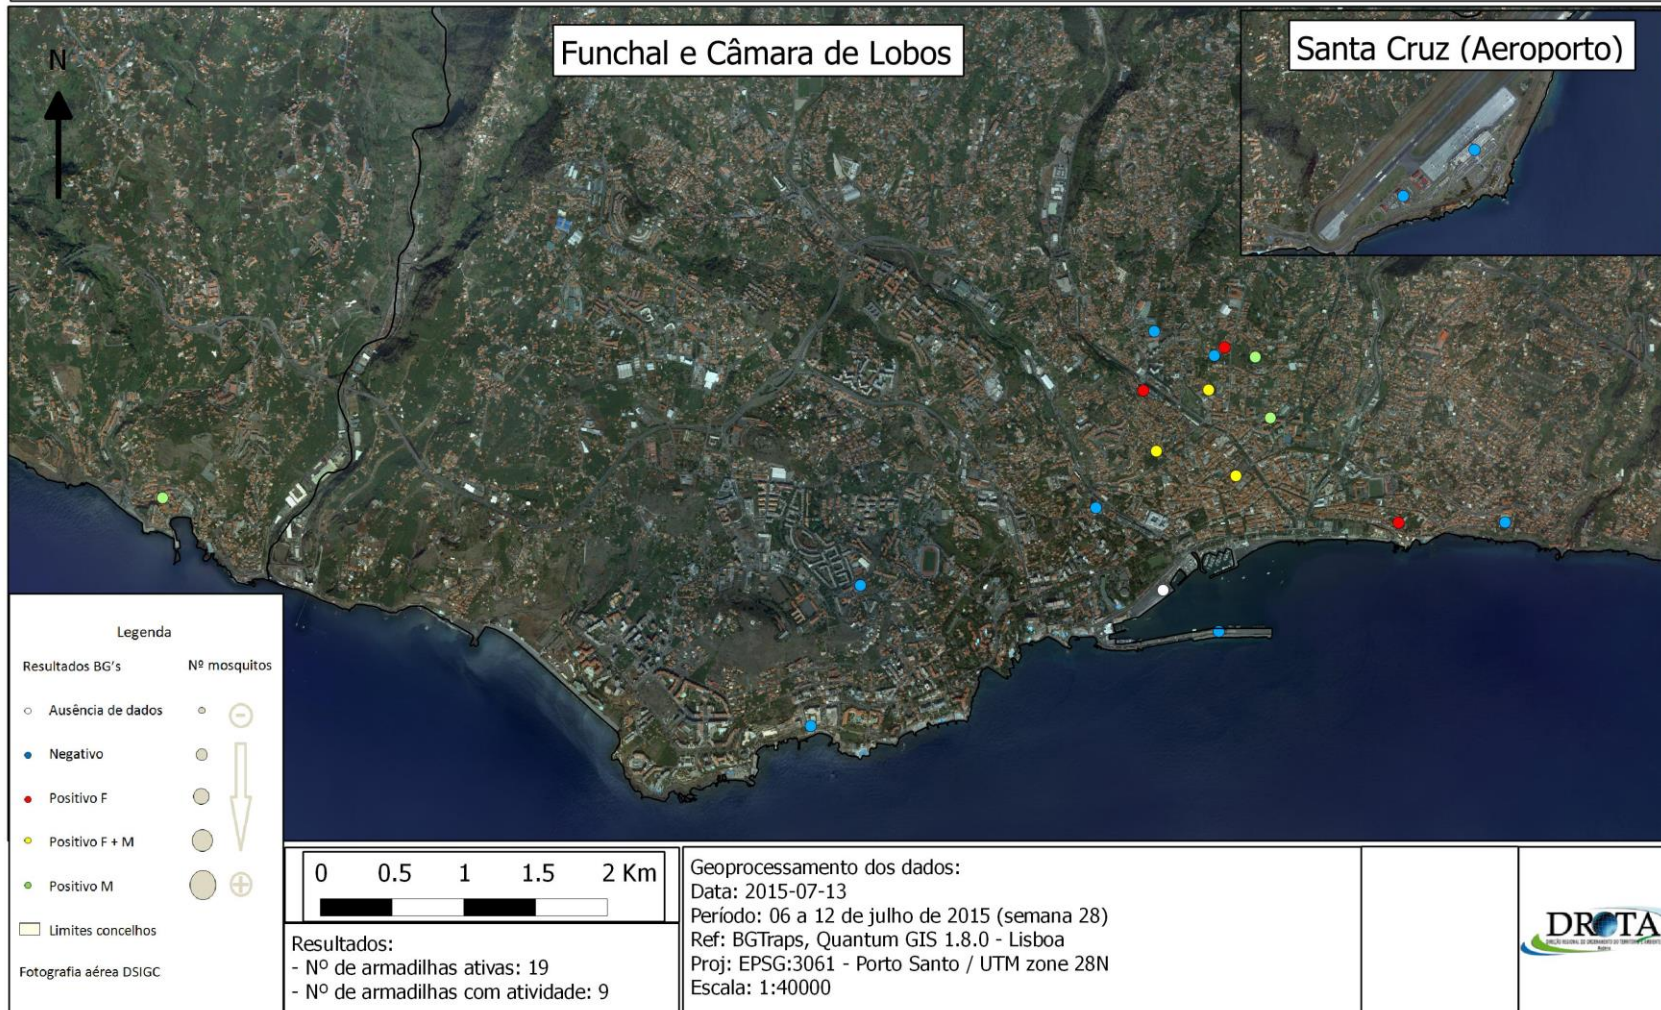 Funchal e Câmara de Lobos
Santa Cruz (Aeroporto)
N
Legenda
Resultados BG's
Nº mosquitos
Ausência de dados
Negativo
Positivo F
Positivo F + M
Positivo M
Limites concelhos
Fotografia aérea DSIGC
0 0.5 1 1.5 2 Km
Resultados:
- Nº de armadilhas ativas: 19
- Nº de armadilhas com atividade: 9
Geoprocessamento dos dados:
Data: 2015-07-13
Período: 06 a 12 de julho de 2015 (semana 28)
Ref: BGTraps, Quantum GIS 1.8.0 - Lisboa
Proj: EPSG:3061 - Porto Santo / UTM zone 28N
Escala: 1:40000
DROTA